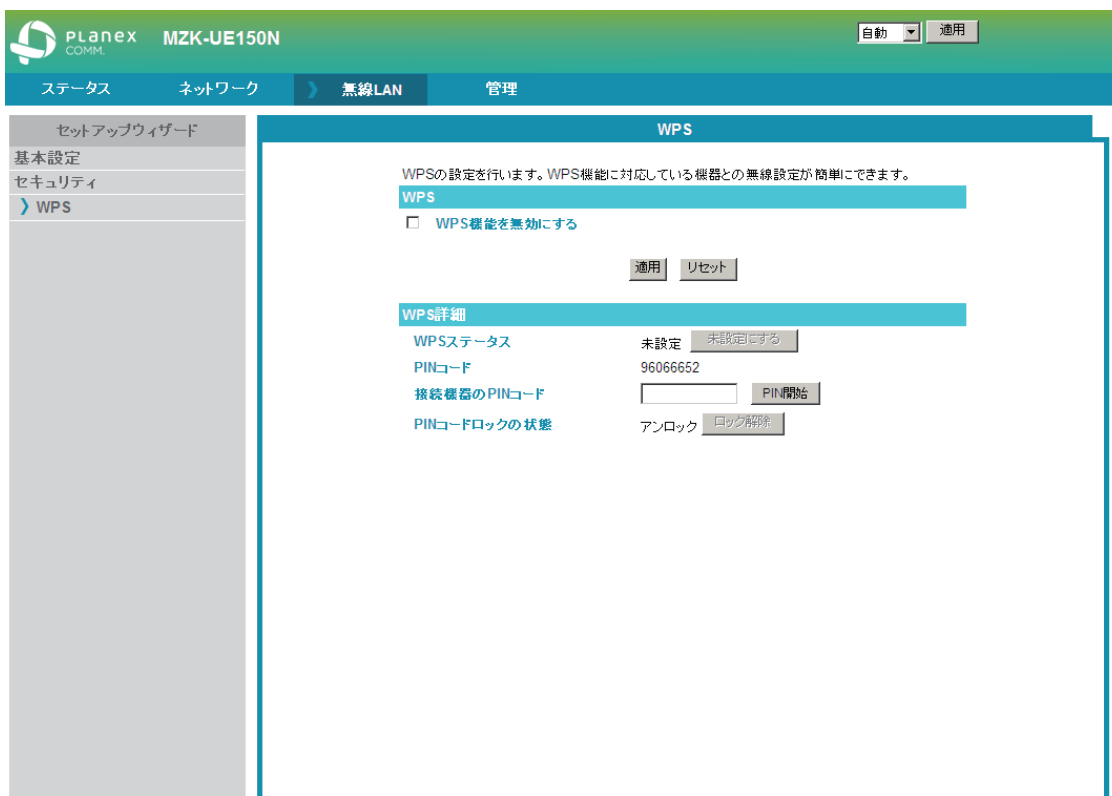 PLanex COMM. MZK-UE150N 自動 適用
ステータス ネットワーク 》 無線LAN 管理
セットアップウィザード
基本設定
セキュリティ
》 WPS
WPS
WPSの設定を行います。WPS機能に対応している機器との無線設定が簡単にできます。
WPS
WPS機能を無効にする
適用 リセット
WPS詳細
WPSステータス 未設定 未設定にする
PINコード 96066652
接続機器のPINコード PIN開始
PINコードロックの状態 アンロック ロック解除